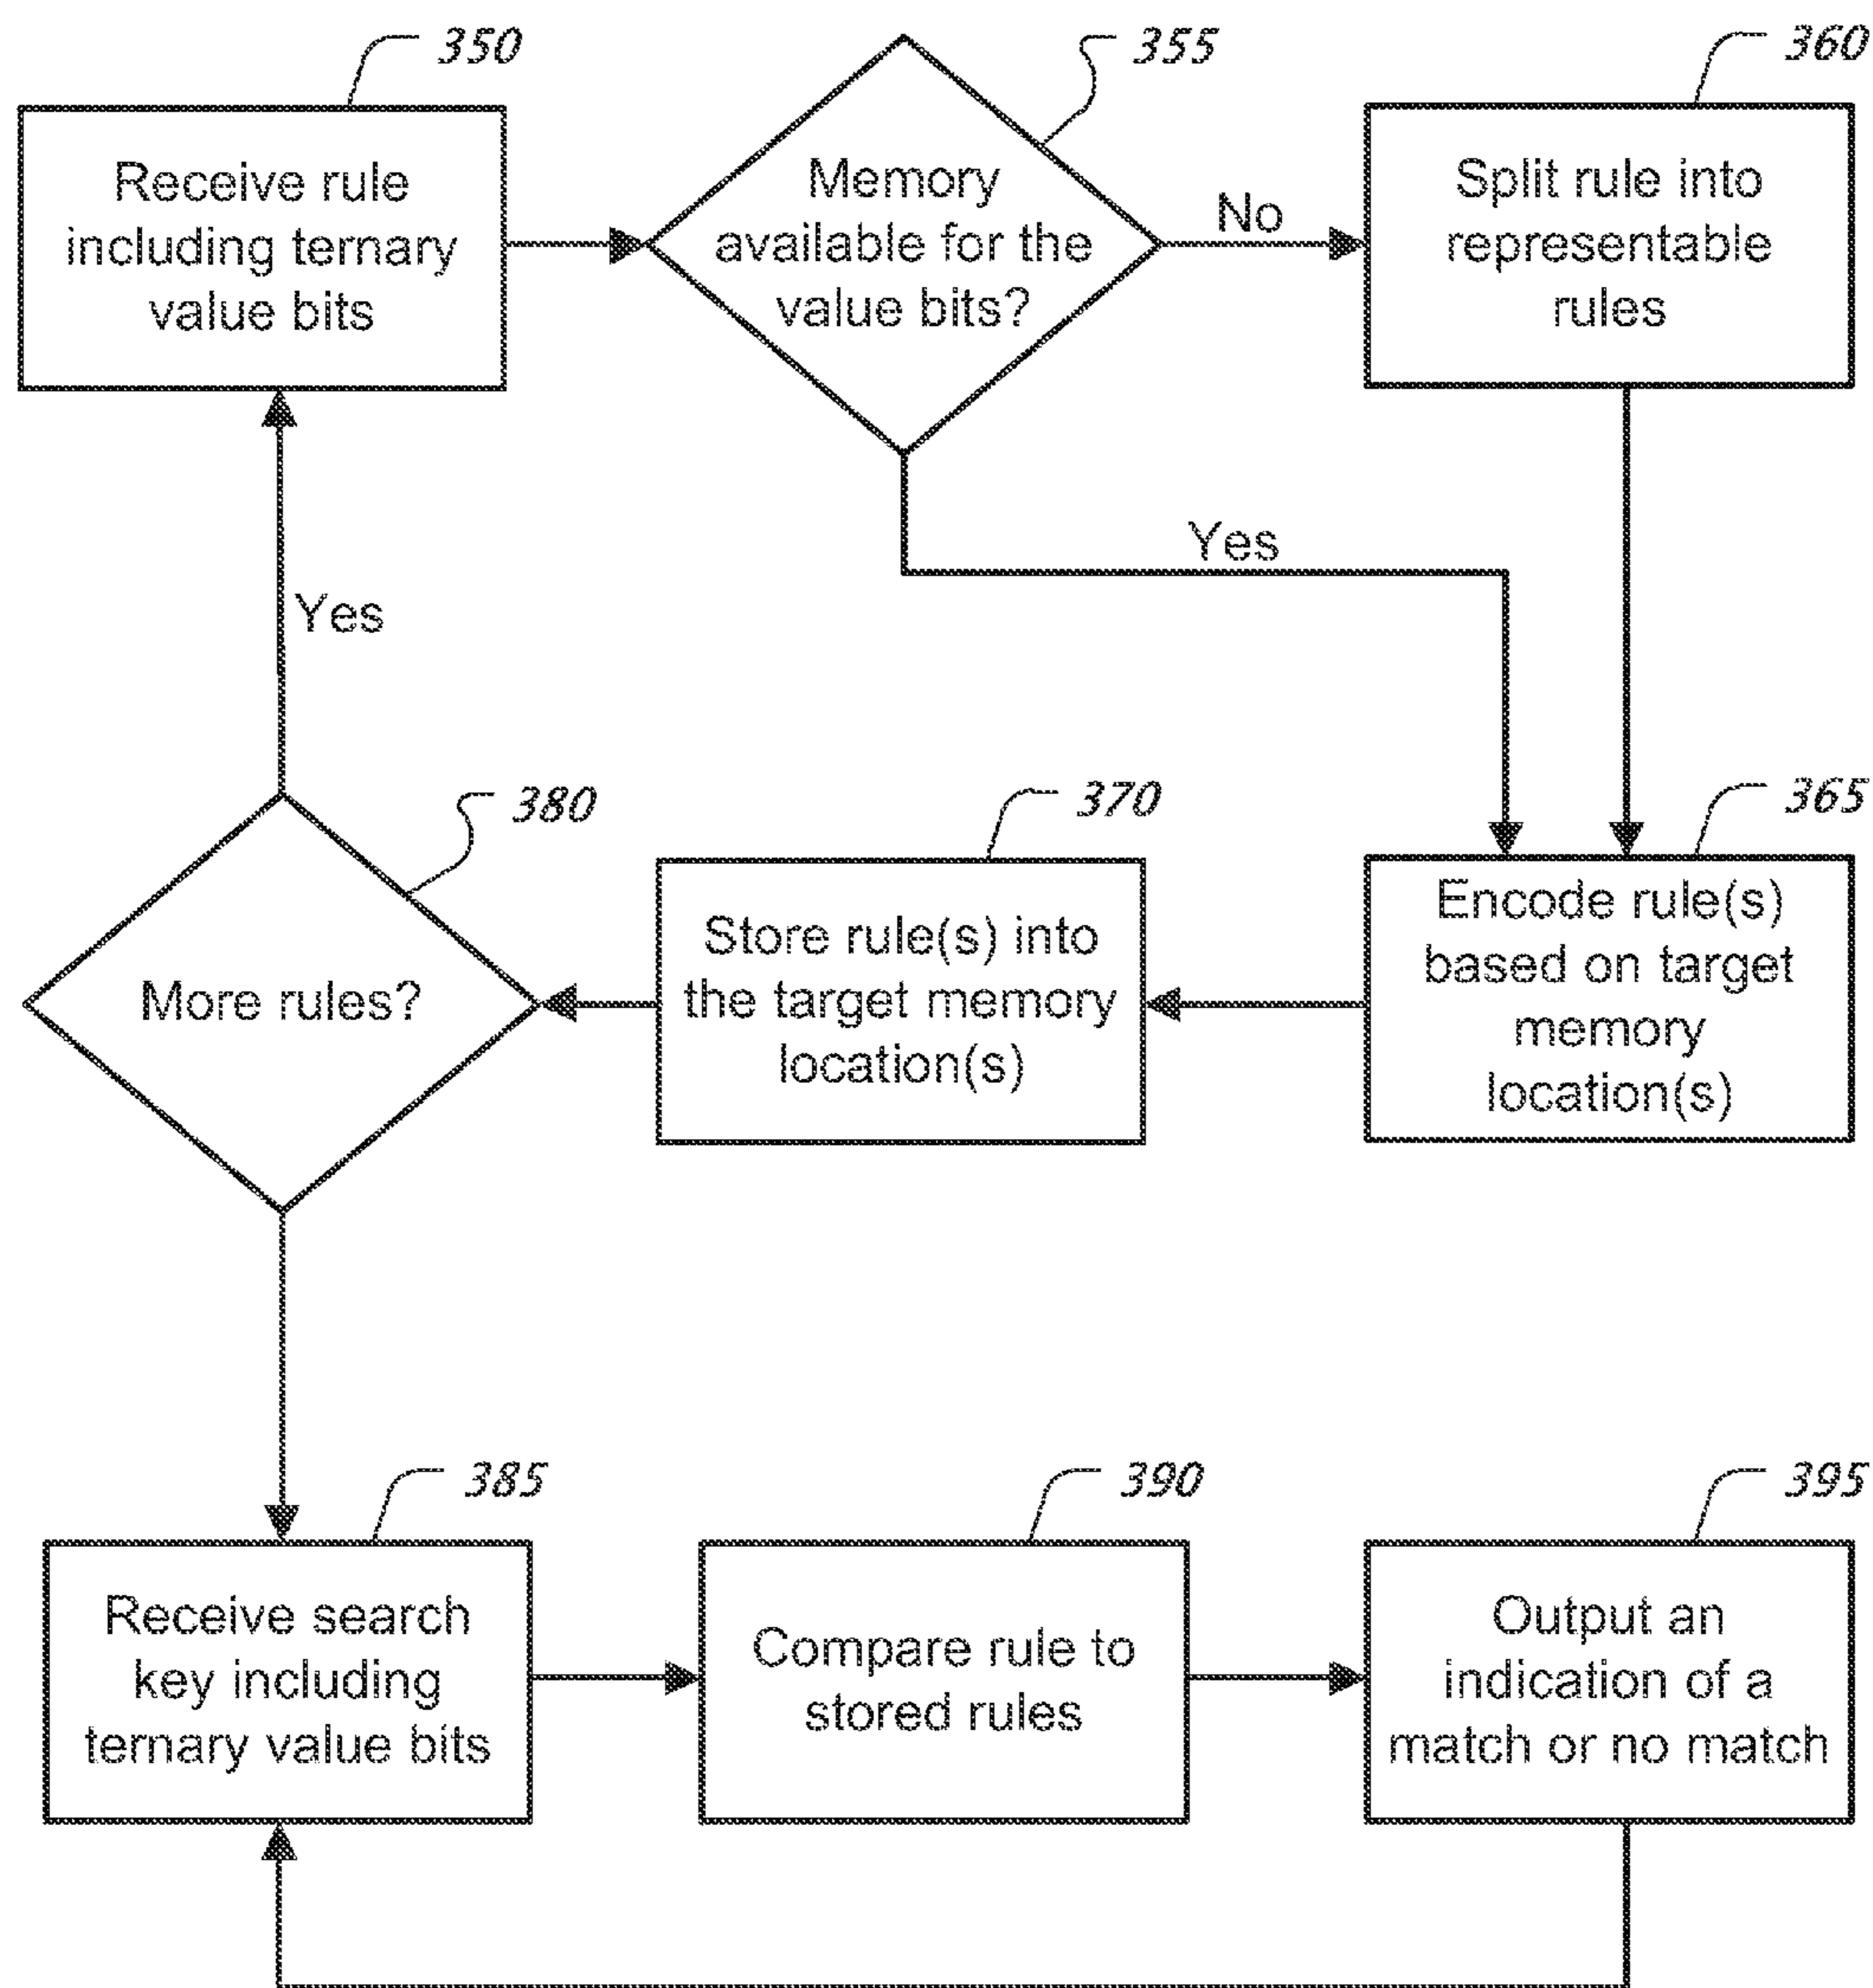 350
Receive rule
including ternary
value bits
355
Memory
available for the
value bits?
No
360
Split rule into
representable
rules
Yes
Yes
380
More rules?
370
Store rule(s) into
the target memory
location(s)
365
Encode rule(s)
based on target
memory
location(s)
385
Receive search
key including
ternary value bits
390
Compare rule to
stored rules
395
Output an
indication of a
match or no match